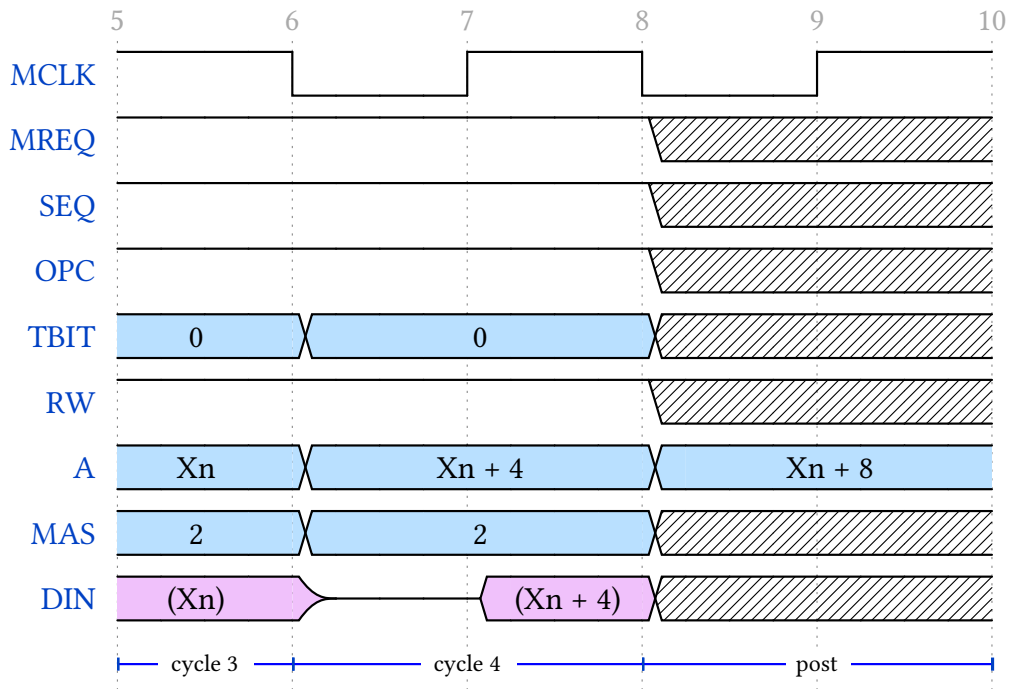 5 6 7 8 9 10
MCLK
MREQ
SEQ
OPC
TBIT 0 0
RW
A Xn Xn + 4 Xn + 8
MAS 2 2
DIN (Xn) (Xn + 4)
cycle 3 cycle 4 post